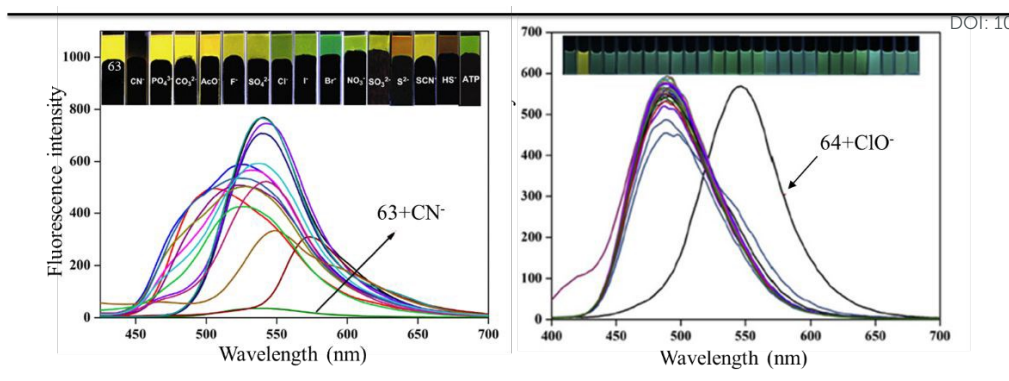 DOI: 10
1000
800
600
400
200
0
Fluorescence intensity
63
CN⁻
PO₄³⁻
CO₃²⁻
AcO⁻
F⁻
SO₄²⁻
Cl⁻
I⁻
Br⁻
NO₃⁻
SO₃²⁻
S²⁻
SCN⁻
HS⁻
ATP
63+CN⁻
450
500
550
600
650
700
Wavelength (nm)
700
600
500
400
300
200
100
0
64+ClO⁻
400
450
500
550
600
650
700
Wavelength (nm)